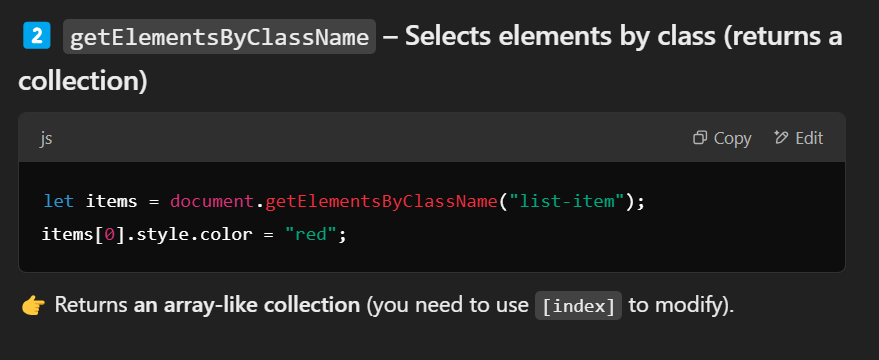 2️⃣ getElementsByClassName – Selects elements by class (returns a
collection)
js
Copy
Edit
let items = document.getElementsByClassName("list-item");
items[0].style.color = "red";
👉 Returns an array-like collection (you need to use [index] to modify).